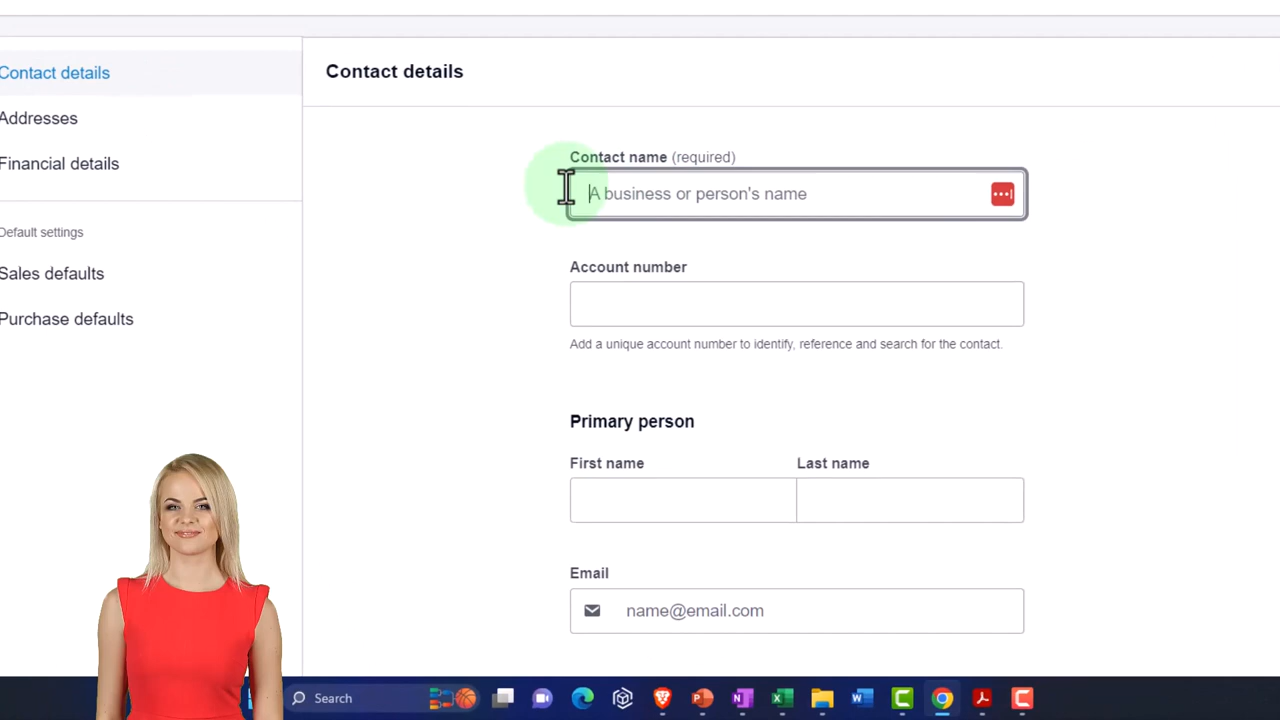 Contact details
Addresses
Financial details
Default settings
Sales defaults
Purchase defaults
Contact details
Contact name (required)
A business or person's name
Account number
Add a unique account number to identify, reference and search for the contact.
Primary person
First name Last name
Email
name@email.com
Search